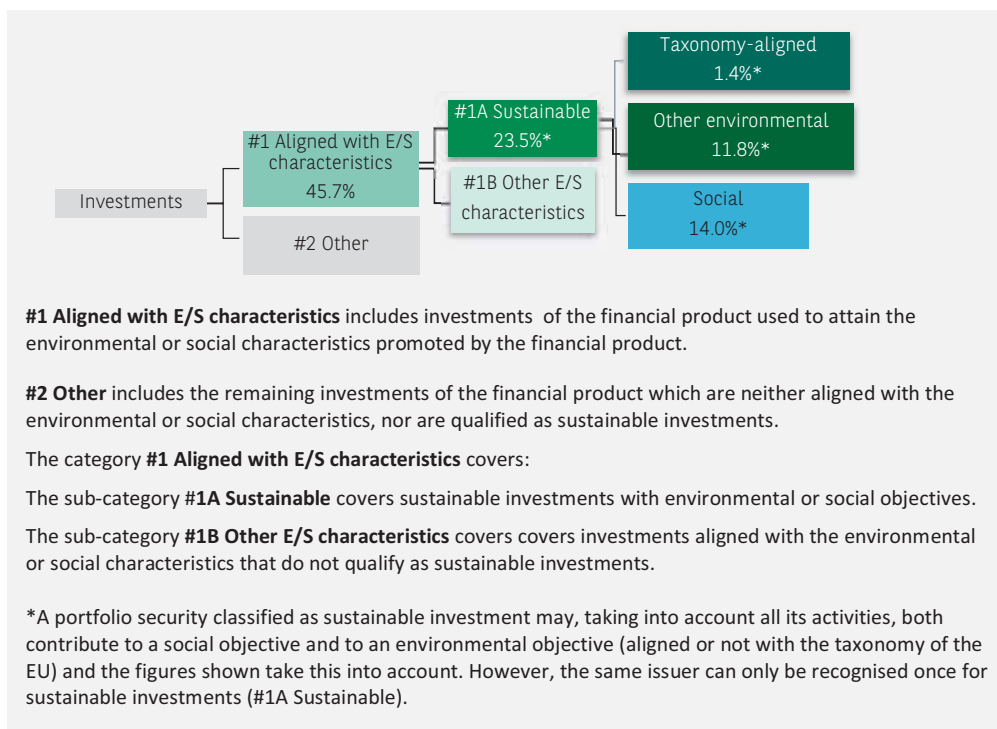 Investments
#1 Aligned with E/S
characteristics
45.7%
#2 Other
#1A Sustainable
23.5%*
#1B Other E/S
characteristics
Taxonomy-aligned
1.4%*
Other environmental
11.8%*
Social
14.0%*
#1 Aligned with E/S characteristics includes investments of the financial product used to attain the
environmental or social characteristics promoted by the financial product.
#2 Other includes the remaining investments of the financial product which are neither aligned with the
environmental or social characteristics, nor are qualified as sustainable investments.
The category #1 Aligned with E/S characteristics covers:
The sub-category #1A Sustainable covers sustainable investments with environmental or social objectives.
The sub-category #1B Other E/S characteristics covers covers investments aligned with the environmental
or social characteristics that do not qualify as sustainable investments.
*A portfolio security classified as sustainable investment may, taking into account all its activities, both
contribute to a social objective and to an environmental objective (aligned or not with the taxonomy of the
EU) and the figures shown take this into account. However, the same issuer can only be recognised once for
sustainable investments (#1A Sustainable).